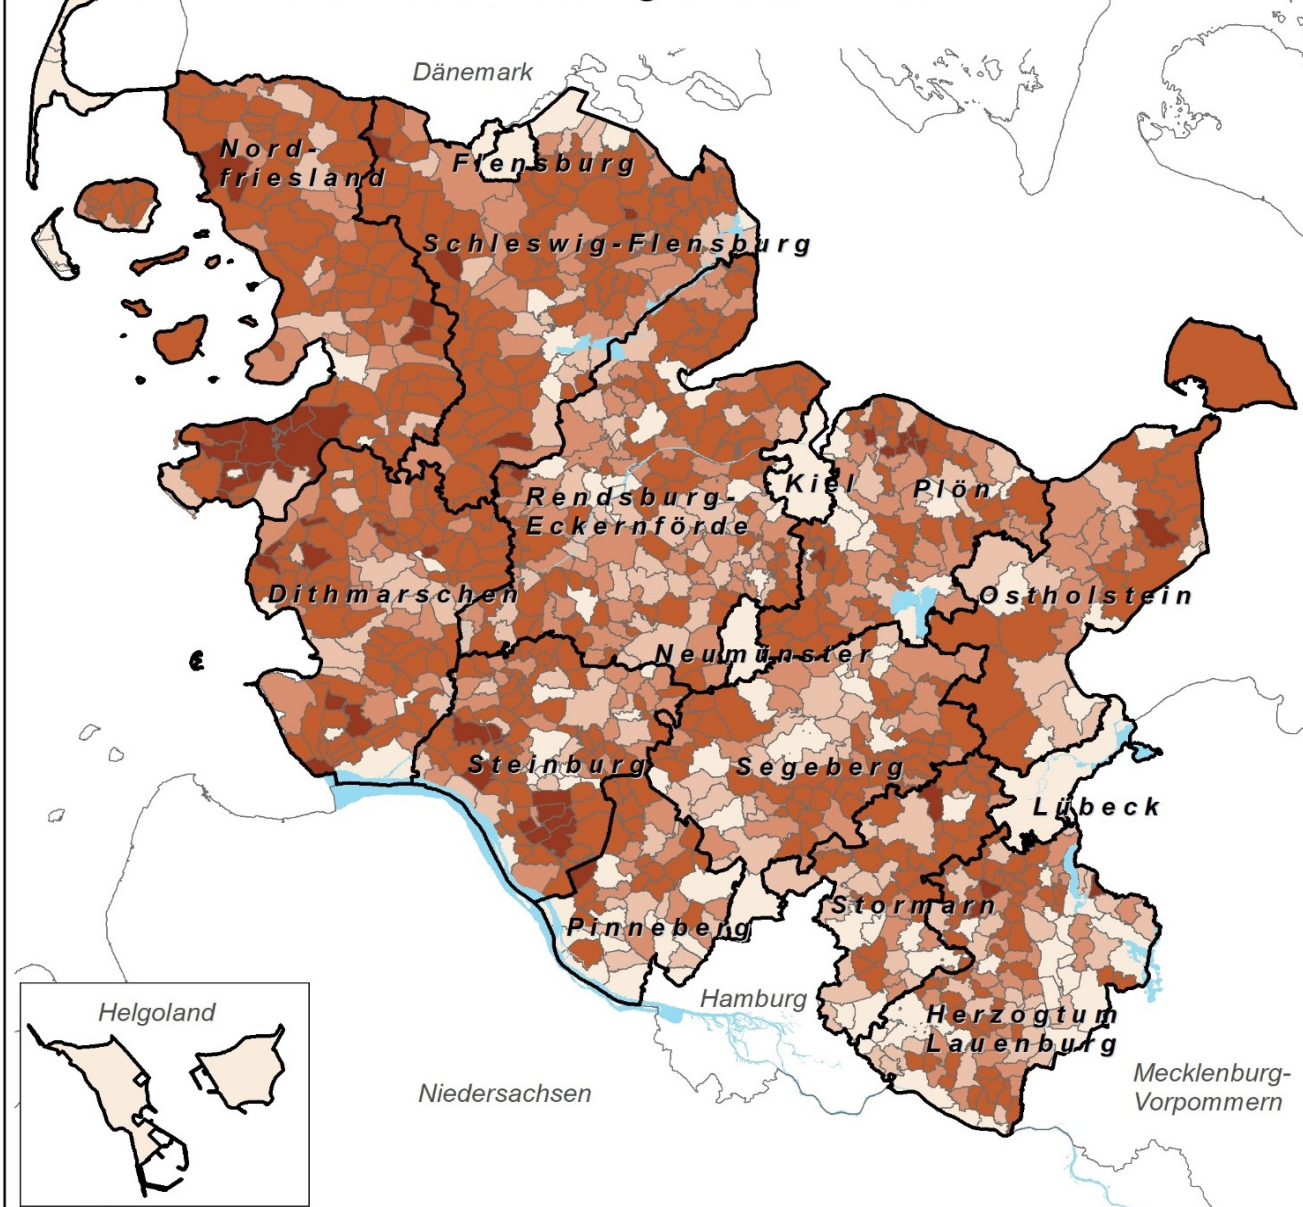 Dänemark
Nord-
friesland
Flensburg
Schleswig-Flensburg
Rendsburg-
Eckernförde
Kiel
Plön
Dithmarschen
Ostholstein
Neumünster
Steinburg
Segeberg
Lübeck
Stormarn
Pinneberg
Hamburg
Helgoland
Herzogtum
Lauenburg
Niedersachsen
Mecklenburg-
Vorpommern